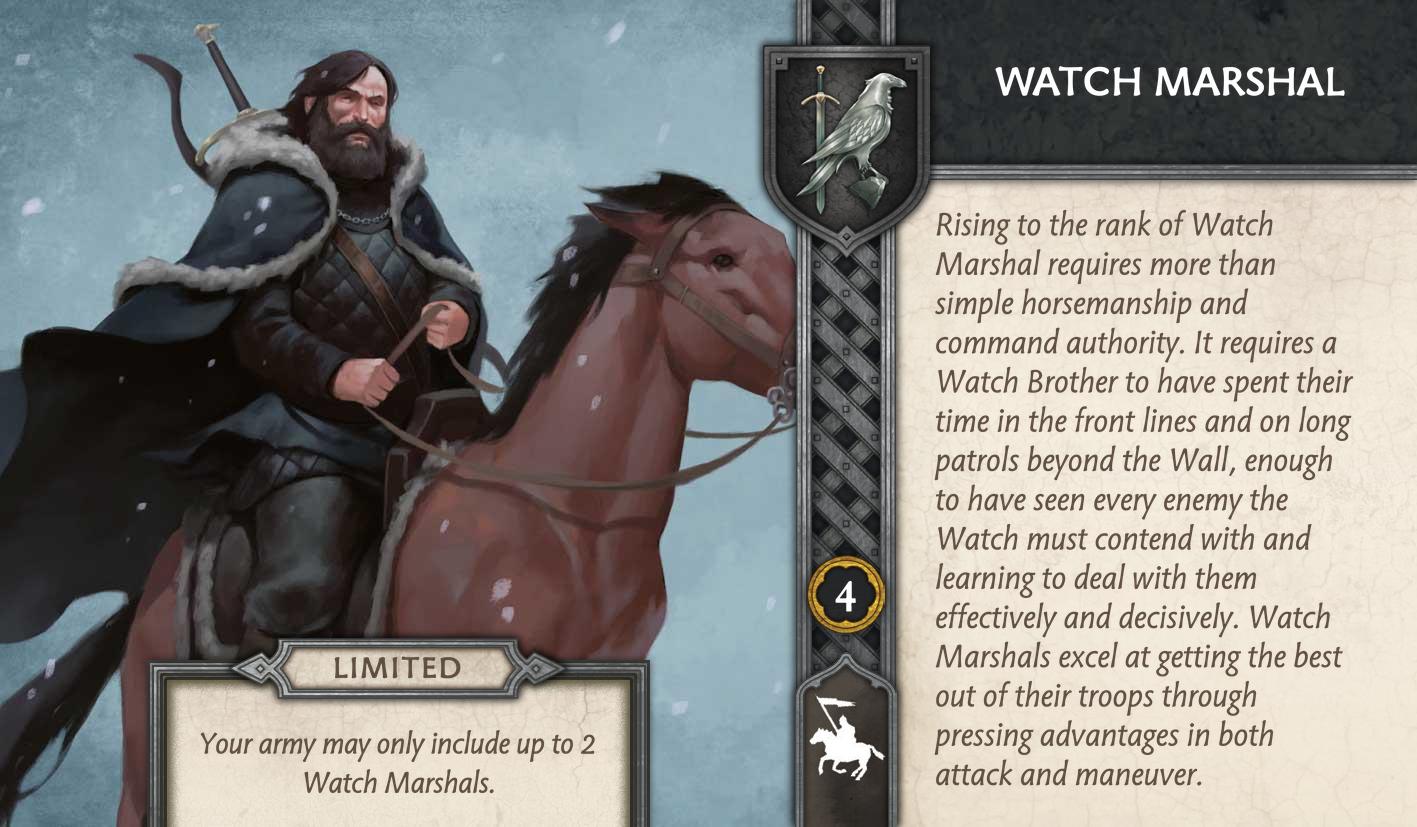 WATCH MARSHAL
Rising to the rank of Watch
Marshal requires more than
simple horsemanship and
command authority. It requires a
Watch Brother to have spent their
time in the front lines and on long
patrols beyond the Wall, enough
to have seen every enemy the
Watch must contend with and
learning to deal with them
effectively and decisively. Watch
Marshals excel at getting the best
out of their troops through
pressing advantages in both
attack and maneuver.
4
LIMITED
Your army may only include up to 2
Watch Marshals.